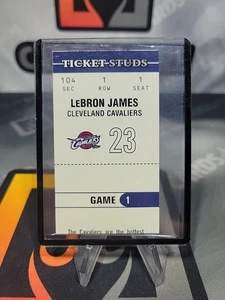 TICKET-STUDS
104 1 1
SEC ROW SEAT
LeBRON JAMES
CLEVELAND CAVALIERS
CAVS 23
GAME 1
The Cavaliers are the hottest